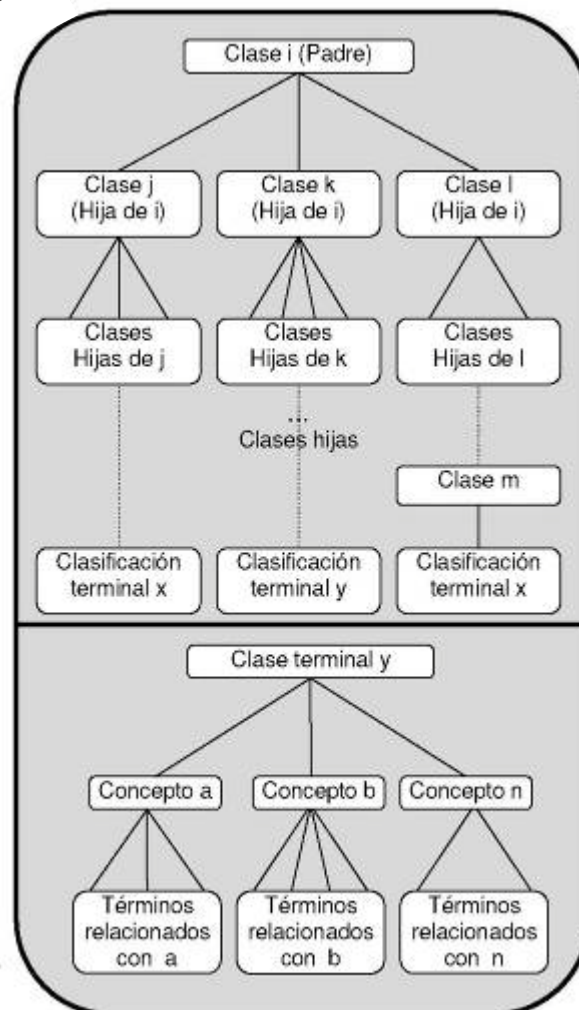 Clase i (Padre)
Clase j
(Hija de i)
Clase k
(Hija de i)
Clase l
(Hija de i)
Clases
Hijas de j
Clases
Hijas de k
Clases
Hijas de l
...
Clases hijas
Clase m
Clasificación
terminal x
Clasificación
terminal y
Clasificación
terminal x
Clase terminal y
Concepto a
Concepto b
Concepto n
Términos
relacionados
con a
Términos
relacionados
con b
Términos
relacionados
con n